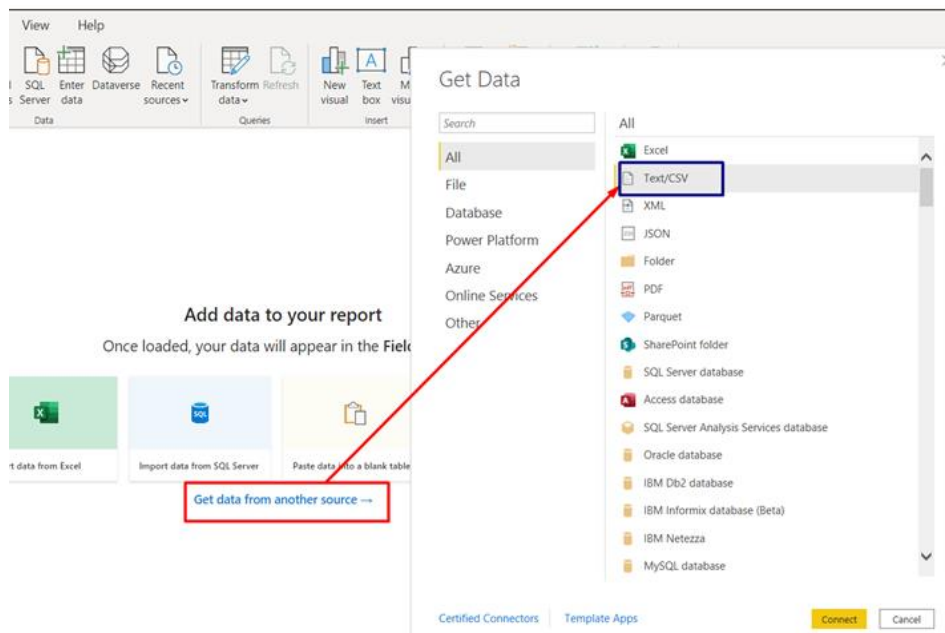 View Help
SQL Server
Enter data
Dataverse
Recent sources
Transform data
Refresh
New visual
Text box
Data
Queries
Insert
Add data to your report
Once loaded, your data will appear in the
data from Excel
Import data from SQL Server
Paste data into a blank table
Get data from another source →
Get Data
Search
All
File
Database
Power Platform
Azure
Online Services
Other
All
Excel
Text/CSV
XML
JSON
Folder
PDF
Parquet
SharePoint folder
SQL Server database
Access database
SQL Server Analysis Services database
Oracle database
IBM Db2 database
IBM Informix database (Beta)
IBM Netezza
MySQL database
Certified Connectors
Template Apps
Connect
Cancel